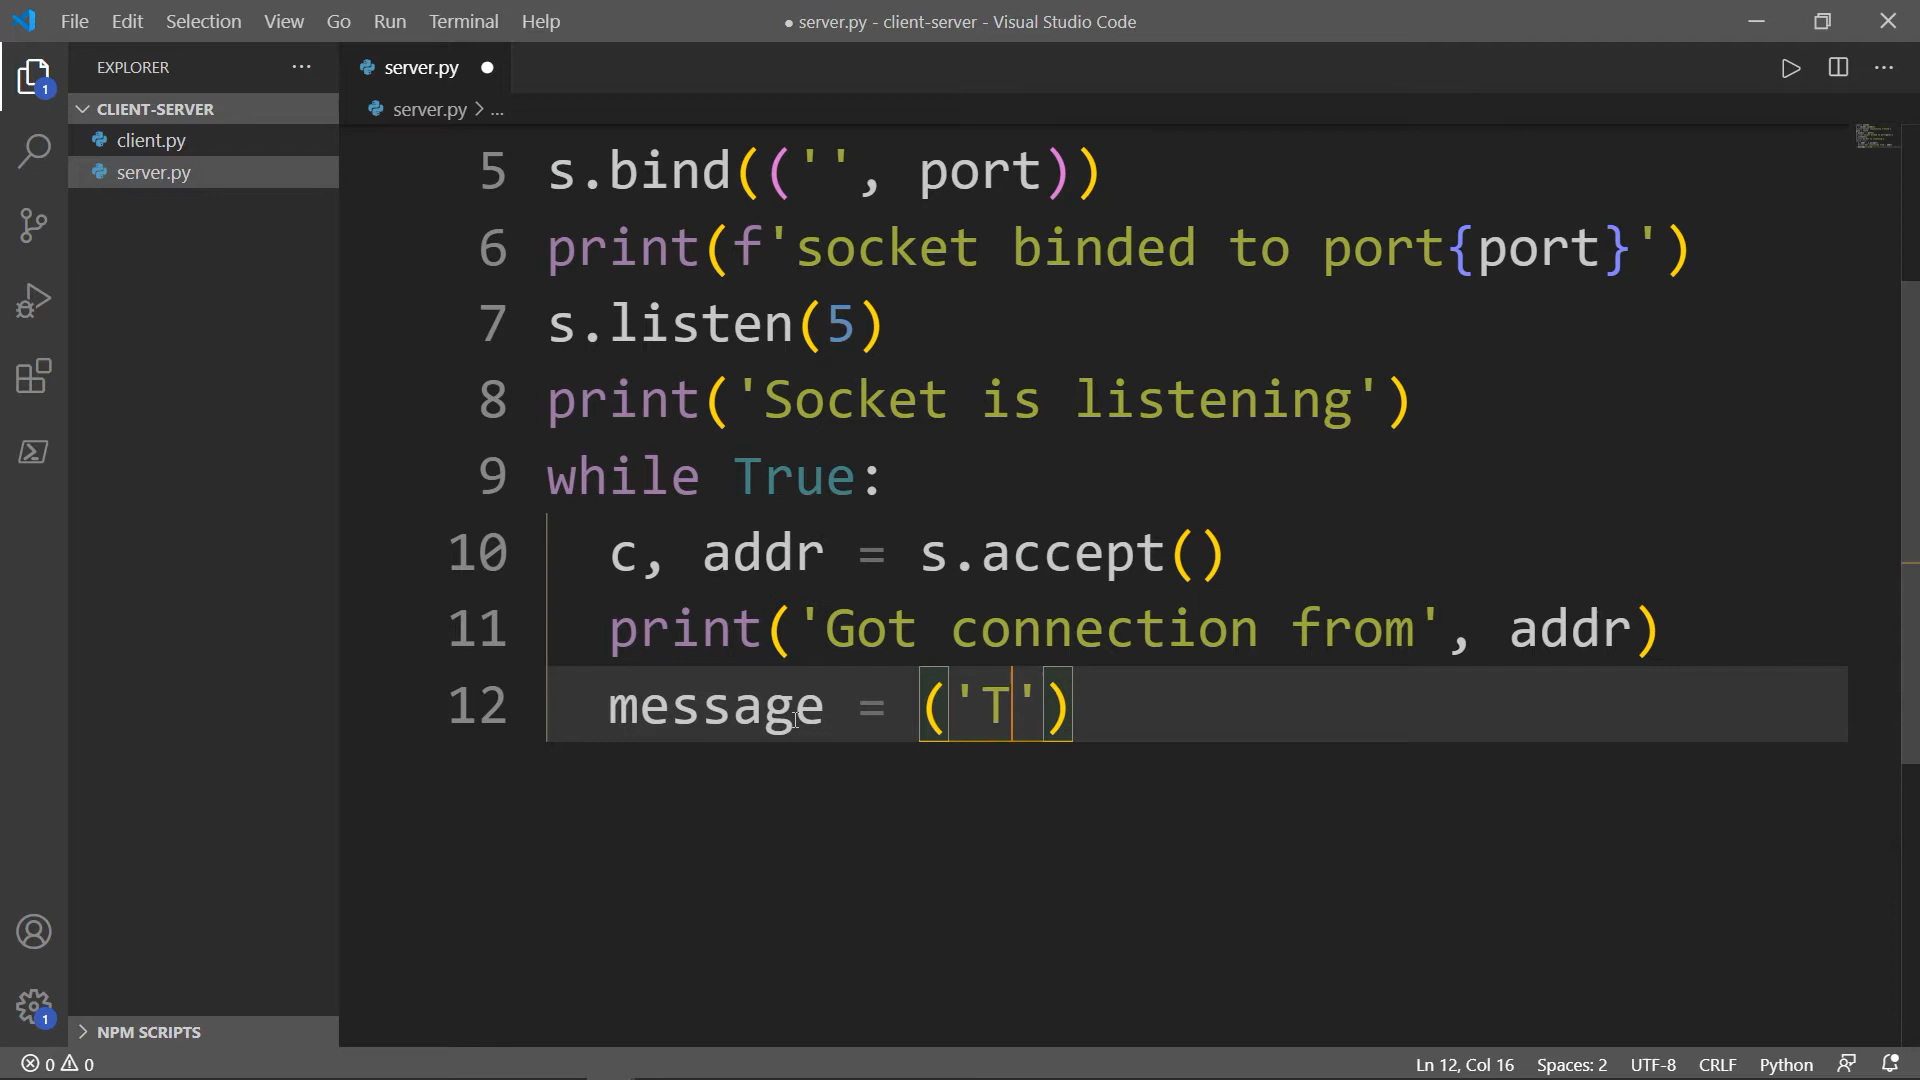 File Edit Selection View Go Run Terminal Help
● server.py - client-server - Visual Studio Code
EXPLORER ...
server.py ●
CLIENT-SERVER
client.py
server.py
server.py > ...
5 s.bind(('', port))
6 print(f'socket binded to port{port}')
7 s.listen(5)
8 print('Socket is listening')
9 while True:
10 c, addr = s.accept()
11 print('Got connection from', addr)
12 message = ('T')
1
1
NPM SCRIPTS
0 0
Ln 12, Col 16 Spaces: 2 UTF-8 CRLF Python